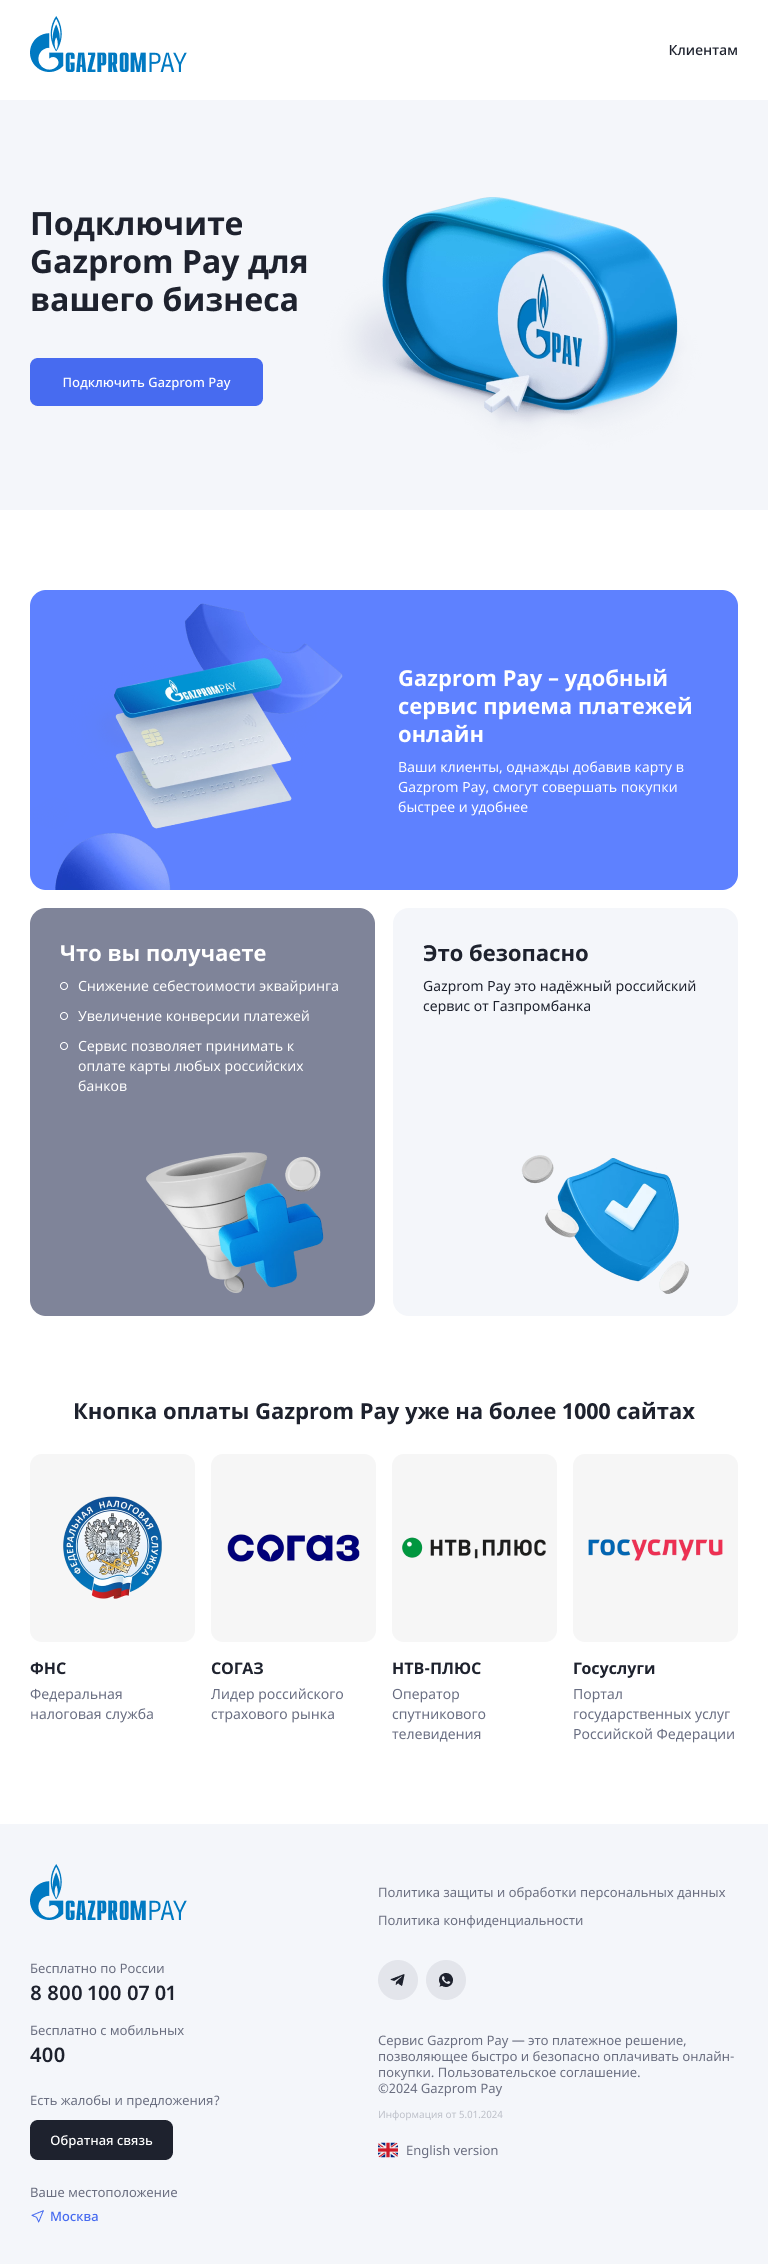 GAZPROMPAY
Клиентам
Подключите
Gazprom Pay для
вашего бизнеса
PAY
Подключить Gazprom Pay
GAZPROMPAY
Gazprom Pay – удобный
сервис приема платежей
онлайн
Ваши клиенты, однажды добавив карту в
Gazprom Pay, смогут совершать покупки
быстрее и удобнее
Что вы получаете
Снижение себестоимости эквайринга
Увеличение конверсии платежей
Сервис позволяет принимать к
оплате карты любых российских
банков
Это безопасно
Gazprom Pay это надёжный российский
сервис от Газпромбанка
Кнопка оплаты Gazprom Pay уже на более 1000 сайтах
ФЕДЕРАЛЬНАЯ НАЛОГОВАЯ СЛУЖБА
согаз
НТВ ПЛЮС
госуслуги
ФНС
Федеральная
налоговая служба
СОГАЗ
Лидер российского
страхового рынка
НТВ-ПЛЮС
Оператор
спутникового
телевидения
Госуслуги
Портал
государственных услуг
Российской Федерации
GAZPROMPAY
Бесплатно по России
8 800 100 07 01
Бесплатно с мобильных
400
Есть жалобы и предложения?
Обратная связь
Ваше местоположение
Москва
Политика защиты и обработки персональных данных
Политика конфиденциальности
Сервис Gazprom Pay — это платежное решение,
позволяющее быстро и безопасно оплачивать онлайн-
покупки. Пользовательское соглашение.
©2024 Gazprom Pay
Информация от 5.01.2024
English version